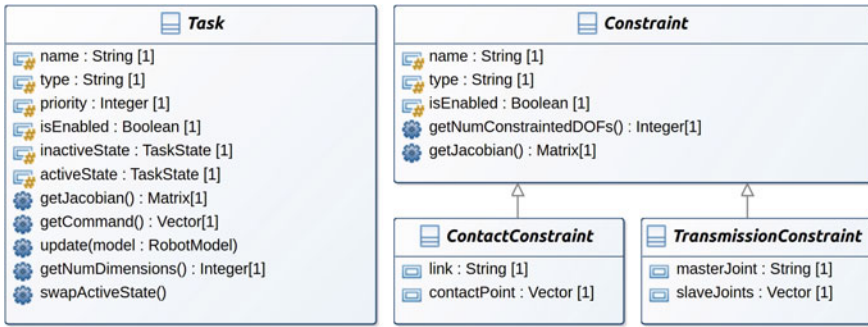 Task
name : String [1]
type : String [1]
priority : Integer [1]
isEnabled : Boolean [1]
inactiveState : TaskState [1]
activeState : TaskState [1]
getJacobian() : Matrix[1]
getCommand() : Vector[1]
update(model : RobotModel)
getNumDimensions() : Integer[1]
swapActiveState()
Constraint
name : String [1]
type : String [1]
isEnabled : Boolean [1]
getNumConstraintedDOFs() : Integer[1]
getJacobian() : Matrix[1]
ContactConstraint
link : String [1]
contactPoint : Vector [1]
TransmissionConstraint
masterJoint : String [1]
slaveJoints : Vector [1]